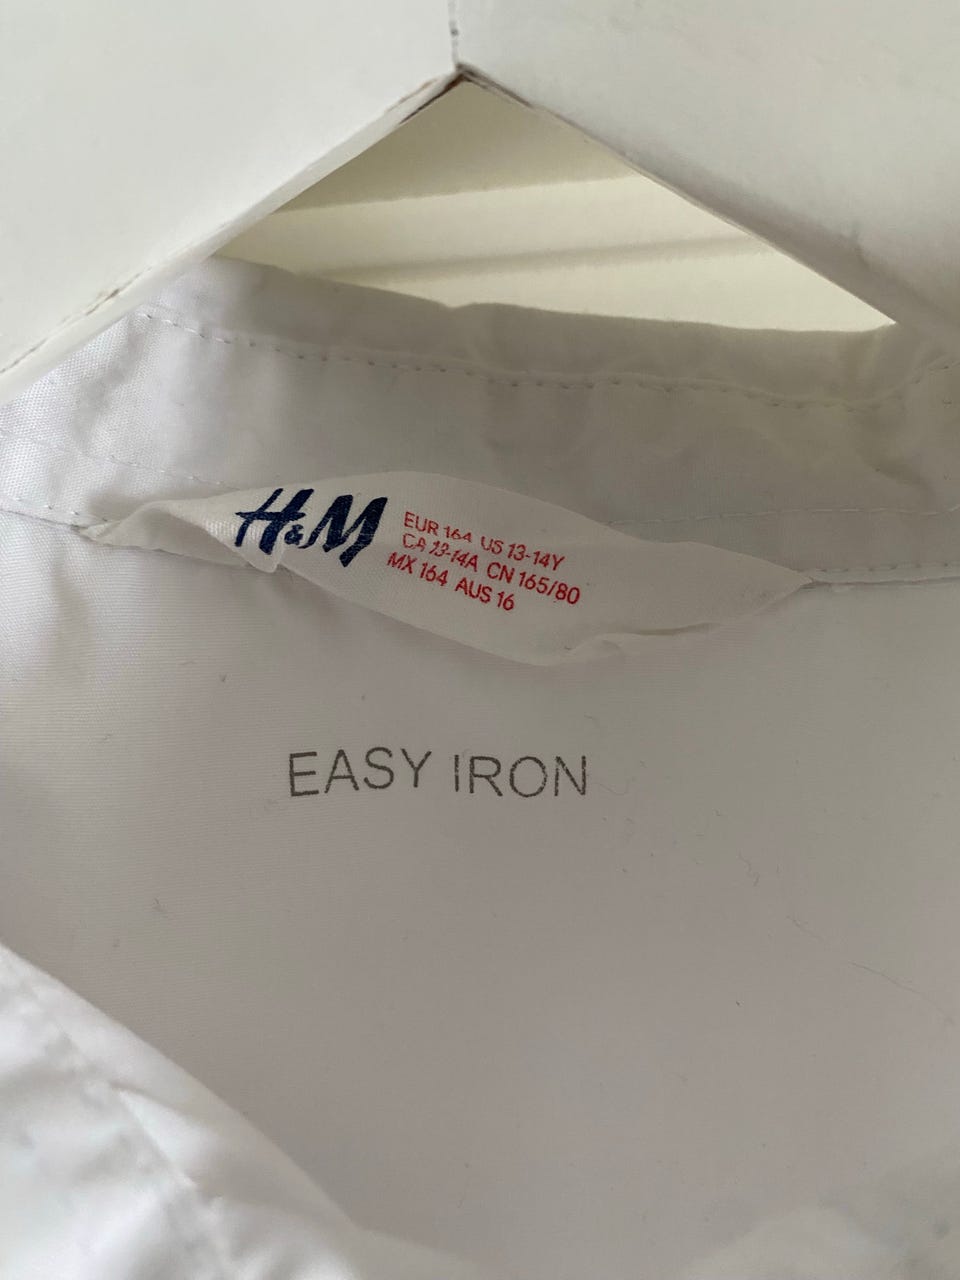 H&M
EUR 164 US 13-14Y
CA 13-14A CN 165/80
MX 164 AUS 16
EASY IRON